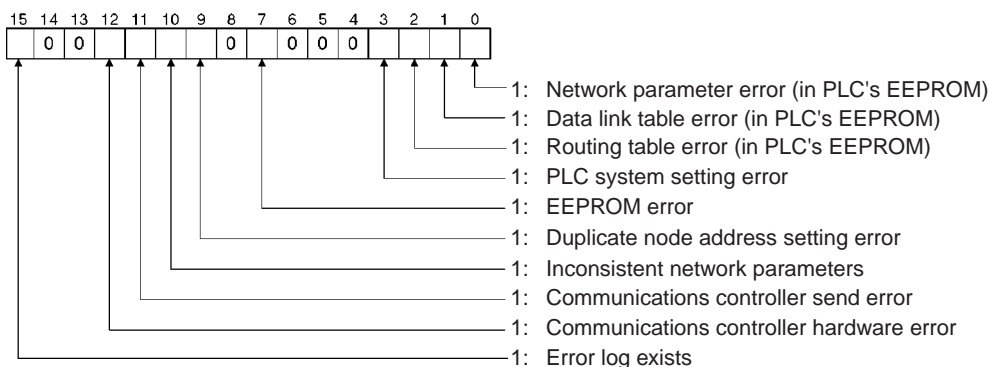 15 14 13 12 11 10 9 8 7 6 5 4 3 2 1 0
0 0 0 0 0 0
1: Network parameter error (in PLC's EEPROM)
1: Data link table error (in PLC's EEPROM)
1: Routing table error (in PLC's EEPROM)
1: PLC system setting error
1: EEPROM error
1: Duplicate node address setting error
1: Inconsistent network parameters
1: Communications controller send error
1: Communications controller hardware error
1: Error log exists